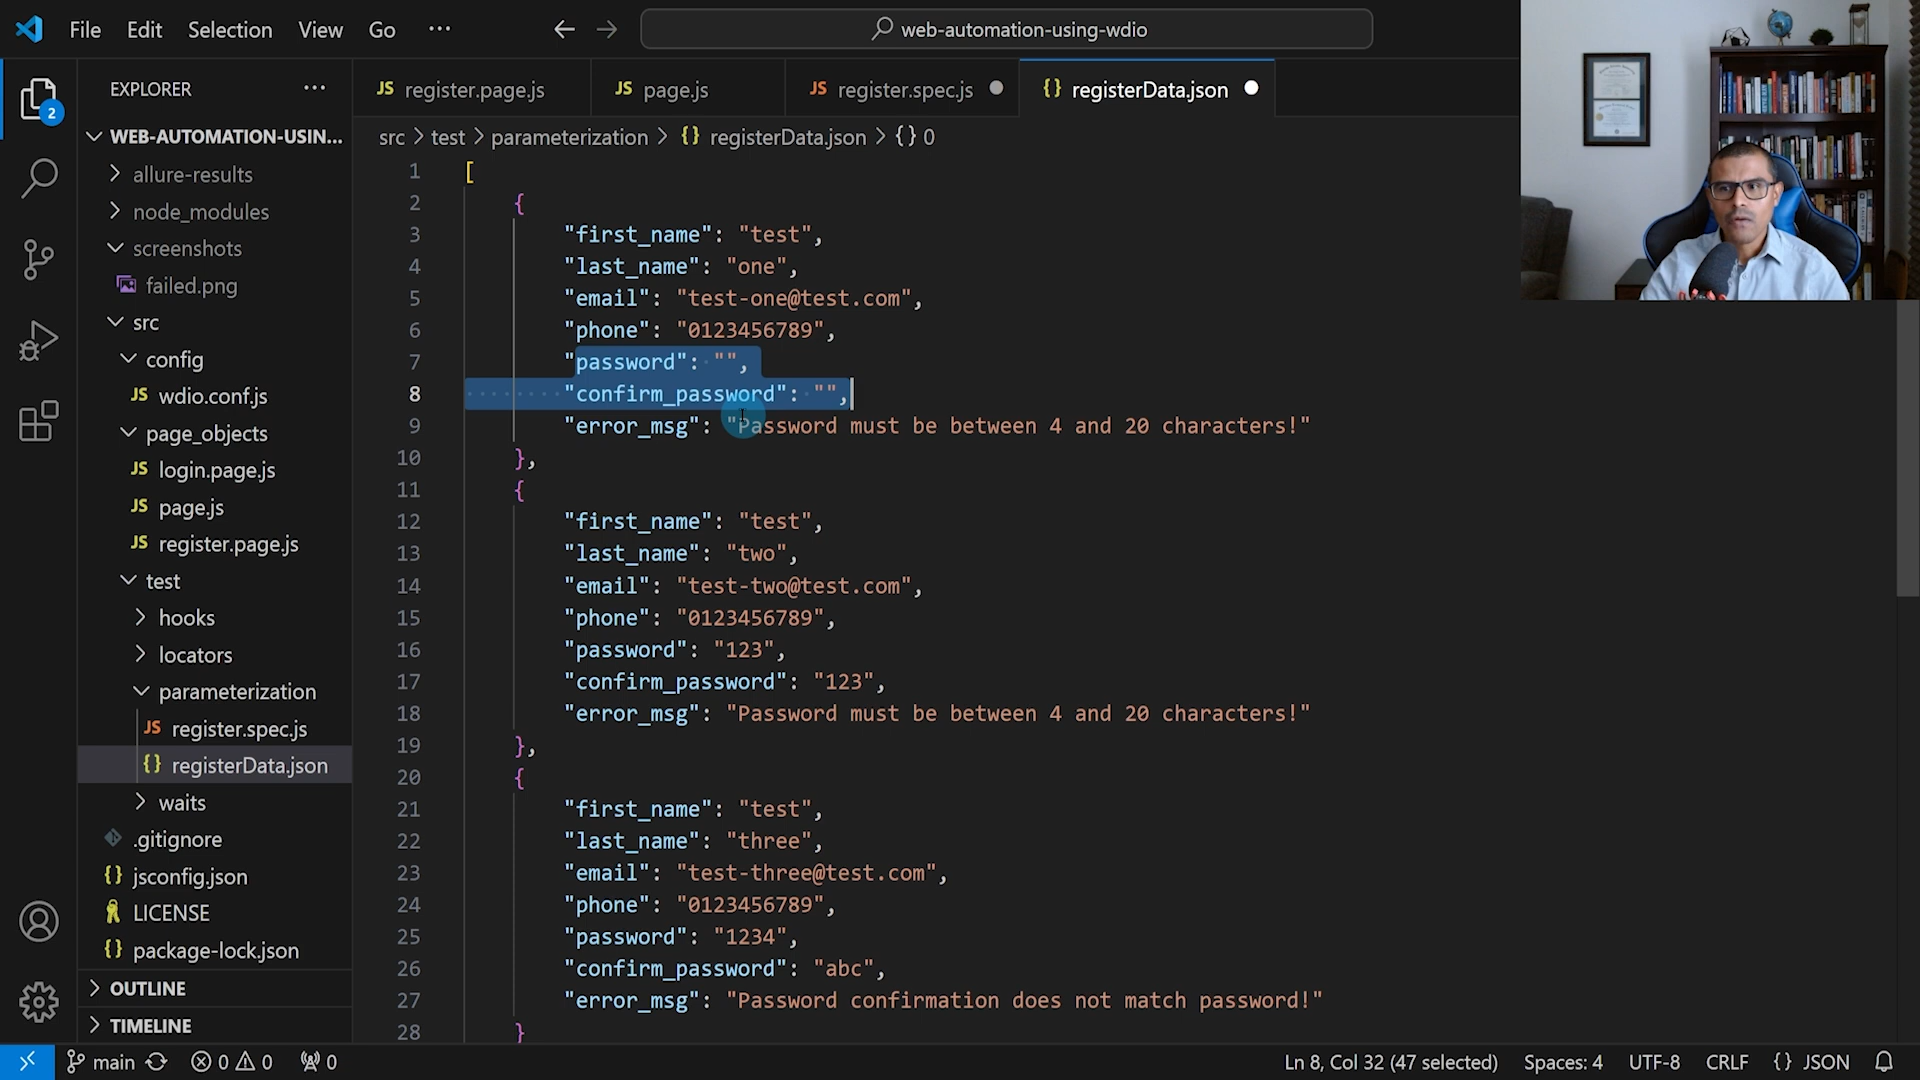 File Edit Selection View Go ···
web-automation-using-wdio
EXPLORER ···
2
WEB-AUTOMATION-USIN...
allure-results
node_modules
screenshots
failed.png
src
config
JS wdio.conf.js
page_objects
JS login.page.js
JS page.js
JS register.page.js
test
hooks
locators
parameterization
JS register.spec.js
{} registerData.json
waits
.gitignore
{} jsconfig.json
LICENSE
{} package-lock.json
OUTLINE
TIMELINE
JS register.page.js
JS page.js
JS register.spec.js
{} registerData.json
src > test > parameterization > {} registerData.json > {} 0
1 [
2 {
3 "first_name": "test",
4 "last_name": "one",
5 "email": "test-one@test.com",
6 "phone": "0123456789",
7 "password": "",
8 "confirm_password": "",
9 "error_msg": "Password must be between 4 and 20 characters!"
10 },
11 {
12 "first_name": "test",
13 "last_name": "two",
14 "email": "test-two@test.com",
15 "phone": "0123456789",
16 "password": "123",
17 "confirm_password": "123",
18 "error_msg": "Password must be between 4 and 20 characters!"
19 },
20 {
21 "first_name": "test",
22 "last_name": "three",
23 "email": "test-three@test.com",
24 "phone": "0123456789",
25 "password": "1234",
26 "confirm_password": "abc",
27 "error_msg": "Password confirmation does not match password!"
28 }
main 0 0 0 Ln 8, Col 32 (47 selected) Spaces: 4 UTF-8 CRLF {} JSON